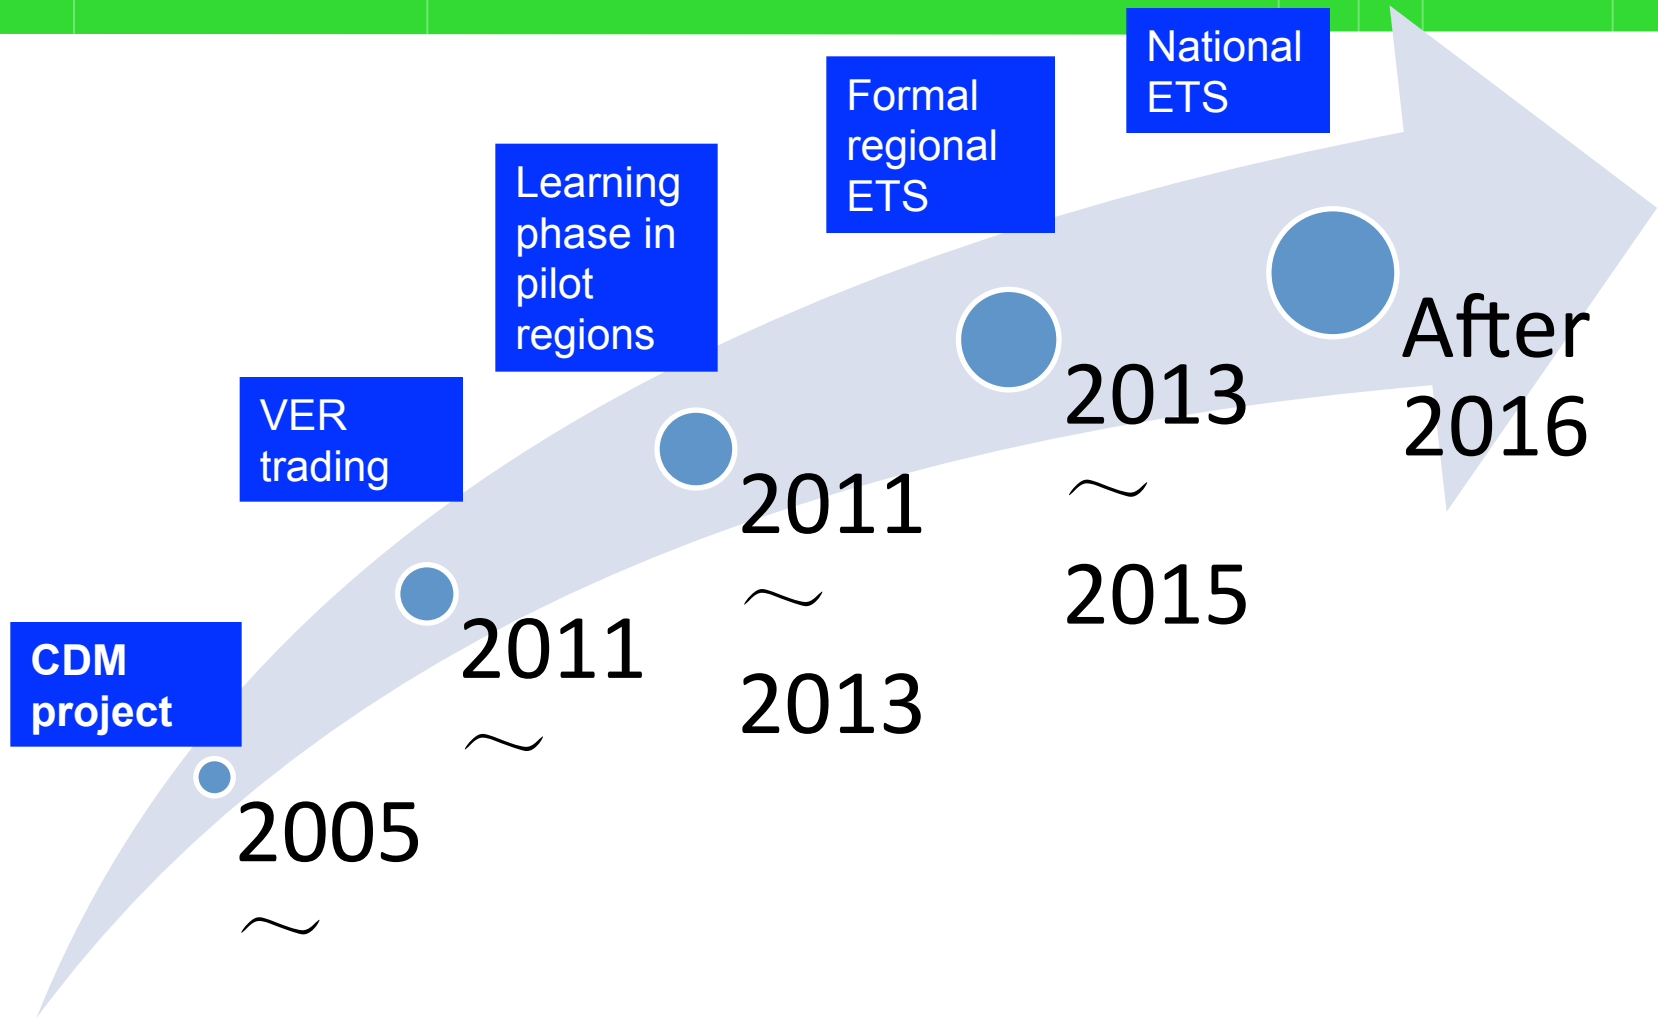 CDM
project
2005
～
VER
trading
2011
～
Learning
phase in
pilot
regions
2011
～
2013
Formal
regional
ETS
2013
～
2015
National
ETS
After
2016